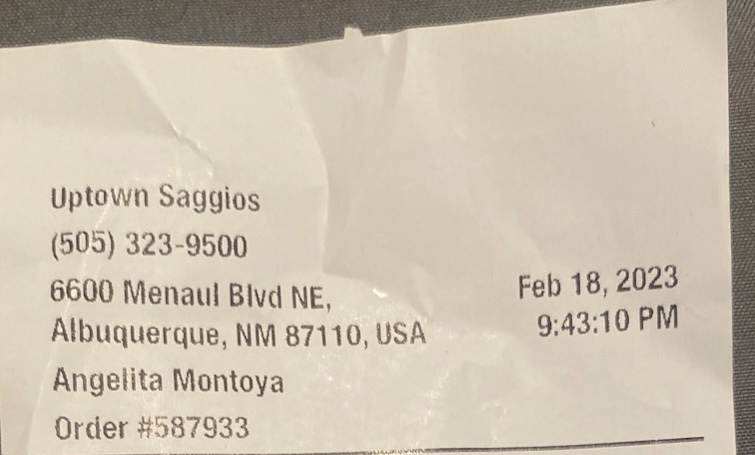 Uptown Saggios
(505) 323-9500
6600 Menaul Blvd NE,
Albuquerque, NM 87110, USA
Feb 18, 2023
9:43:10 PM
Angelita Montoya
Order #587933